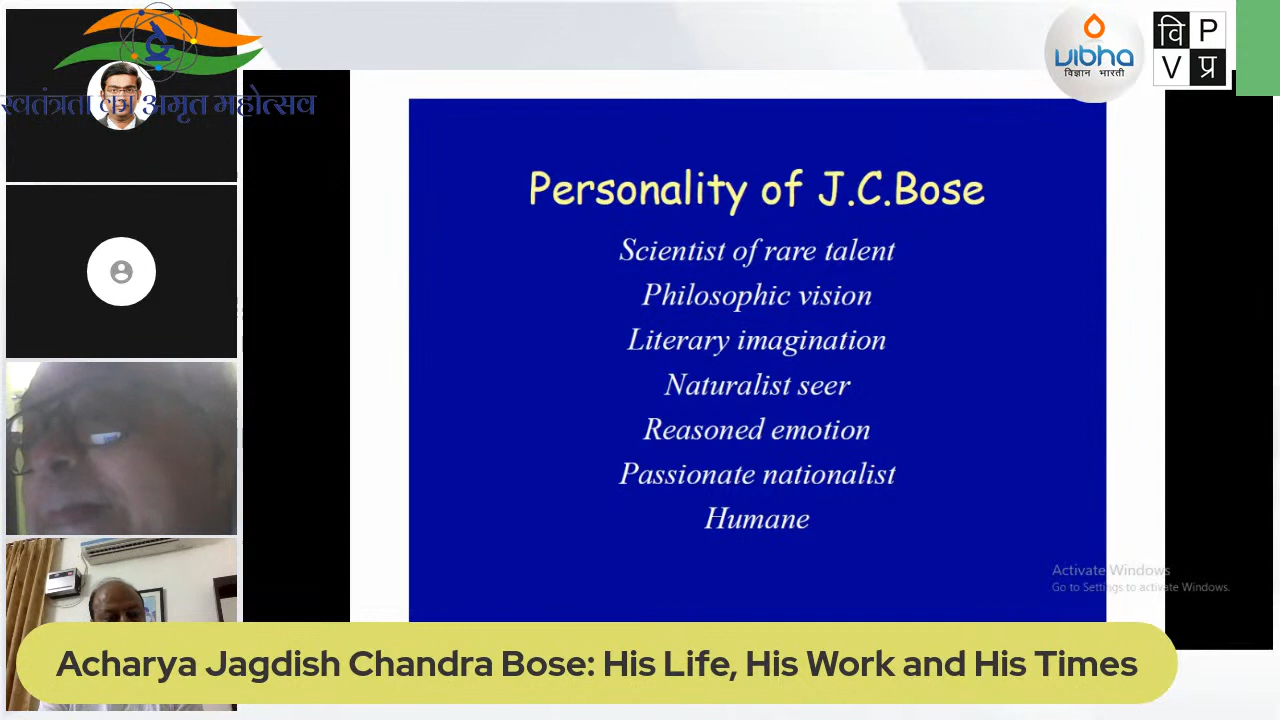 स्वतंत्रता का अमृत महोत्सव
vibha
विज्ञान भारती
वि P
V प्र
Personality of J.C.Bose
Scientist of rare talent
Philosophic vision
Literary imagination
Naturalist seer
Reasoned emotion
Passionate nationalist
Humane
Activate Windows
Go to Settings to activate Windows.
Acharya Jagdish Chandra Bose: His Life, His Work and His Times